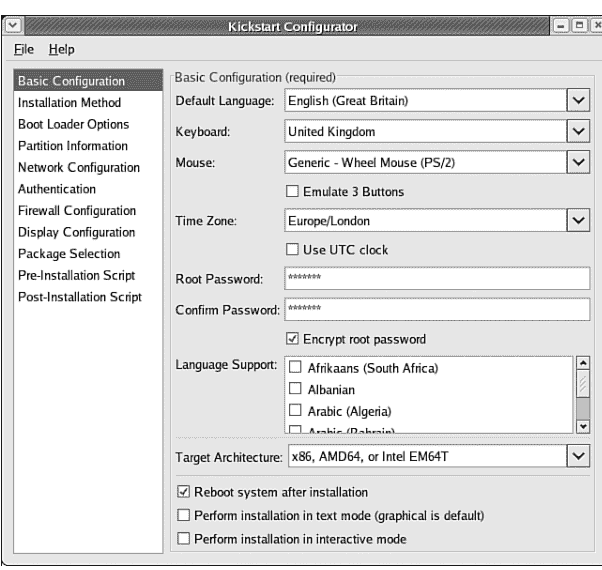 Kickstart Configurator
File Help
Basic Configuration
Installation Method
Boot Loader Options
Partition Information
Network Configuration
Authentication
Firewall Configuration
Display Configuration
Package Selection
Pre-Installation Script
Post-Installation Script
Basic Configuration (required)
Default Language: English (Great Britain)
Keyboard: United Kingdom
Mouse: Generic - Wheel Mouse (PS/2)
Emulate 3 Buttons
Time Zone: Europe/London
Use UTC clock
Root Password: *******
Confirm Password: *******
Encrypt root password
Language Support:
Afrikaans (South Africa)
Albanian
Arabic (Algeria)
Arabic (Bahrain)
Target Architecture: x86, AMD64, or Intel EM64T
Reboot system after installation
Perform installation in text mode (graphical is default)
Perform installation in interactive mode